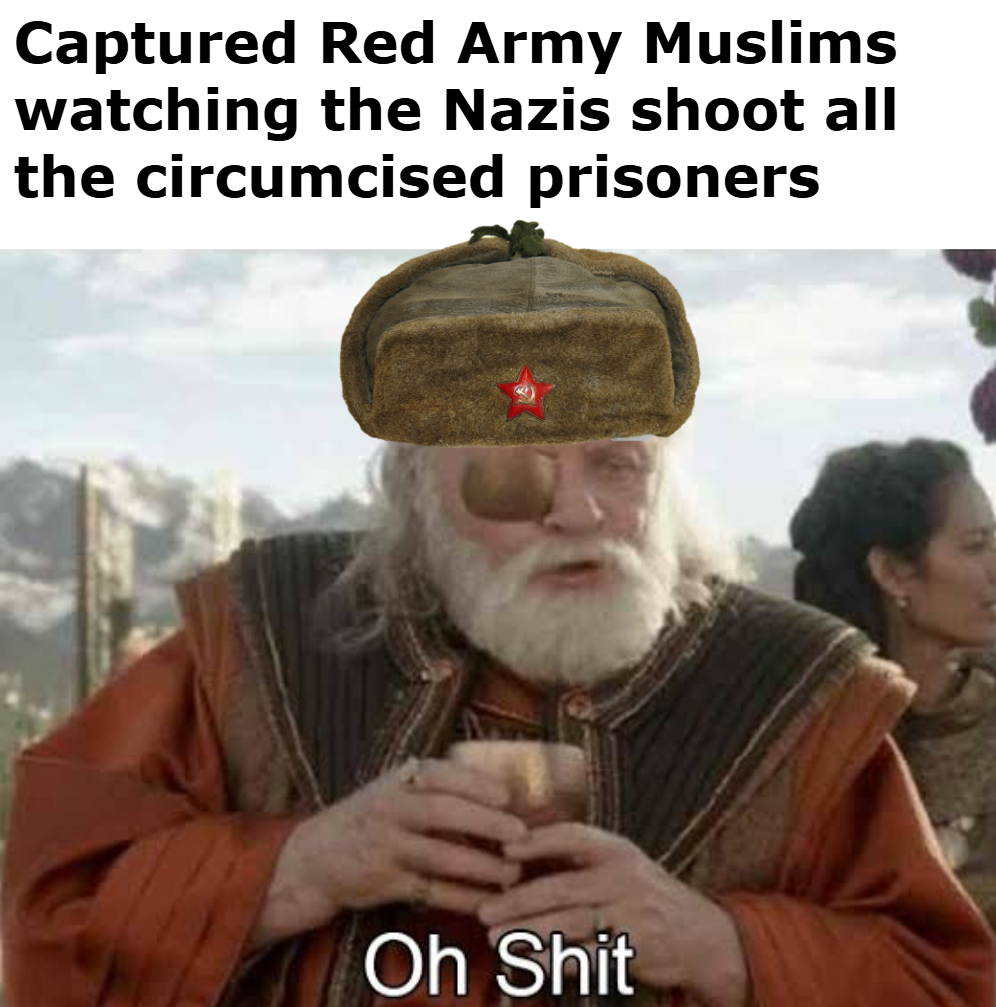 Captured Red Army Muslims
watching the Nazis shoot all
the circumcised prisoners
Oh Shit